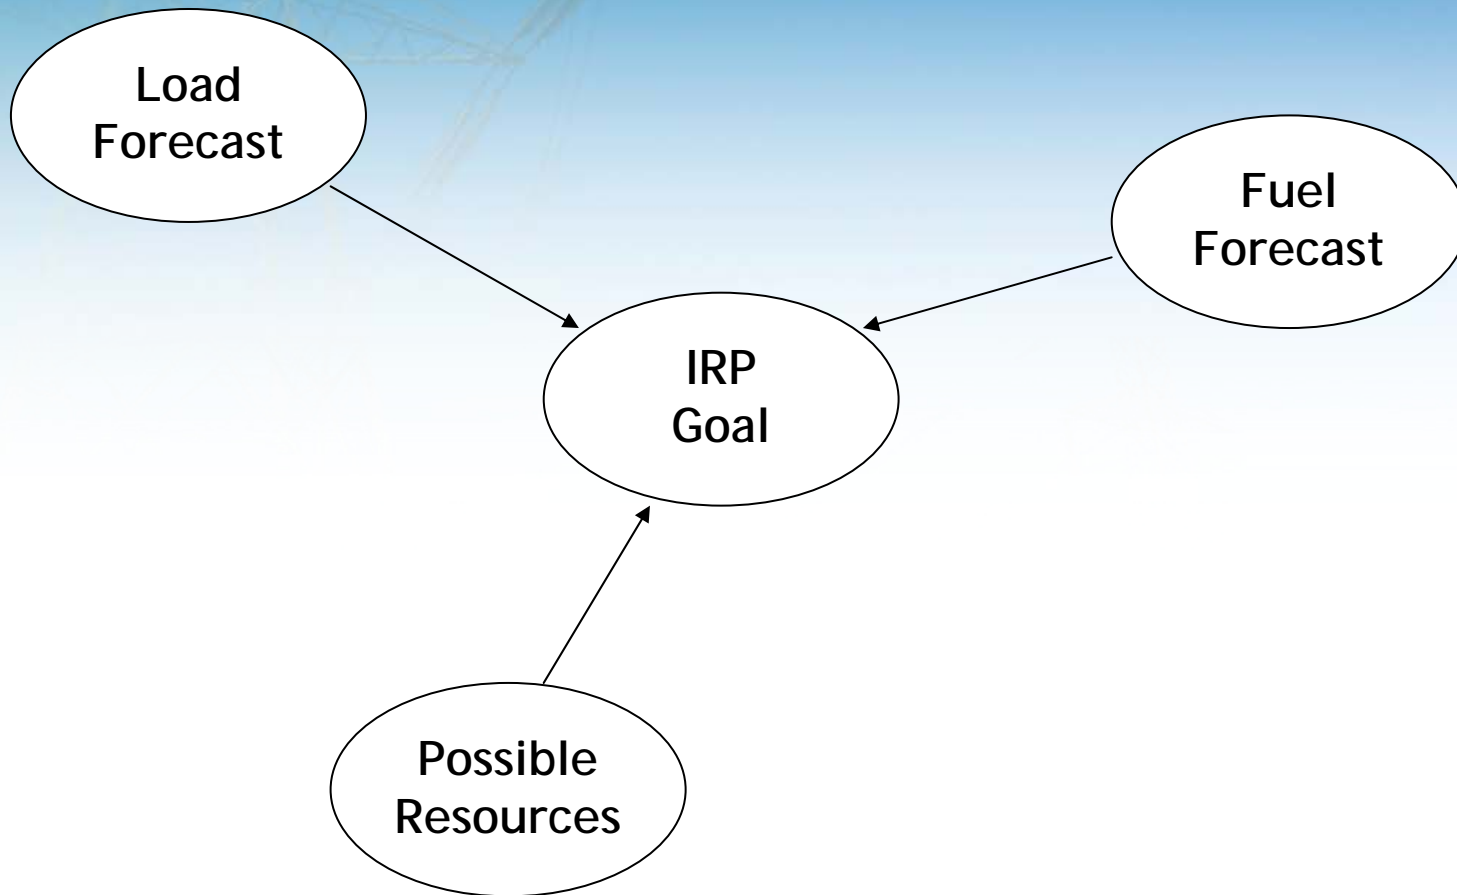 Load
Forecast
Fuel
Forecast
IRP
Goal
Possible
Resources